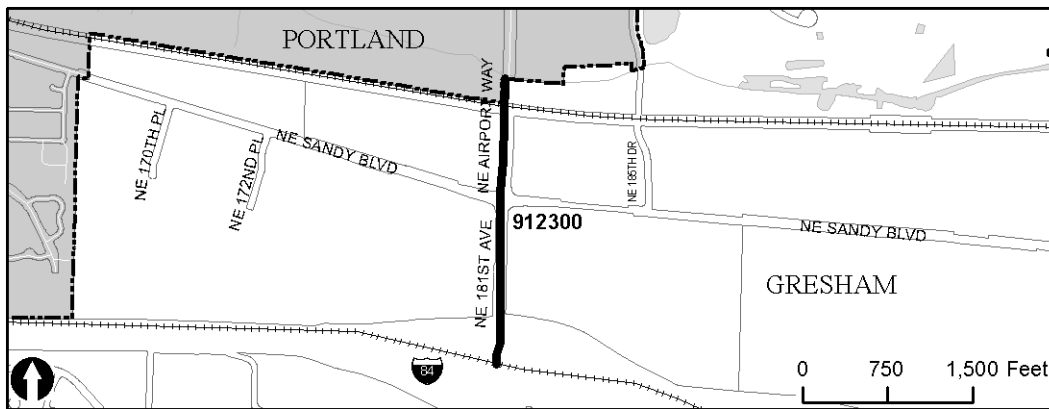 PORTLAND
NE AIRPORT WAY
NE SANDY BLVD
NE 170TH PL
NE 172ND PL
NE 185TH DR
912300
NE SANDY BLVD
NE 181ST AVE
GRESHAM
84
0 750 1,500 Feet